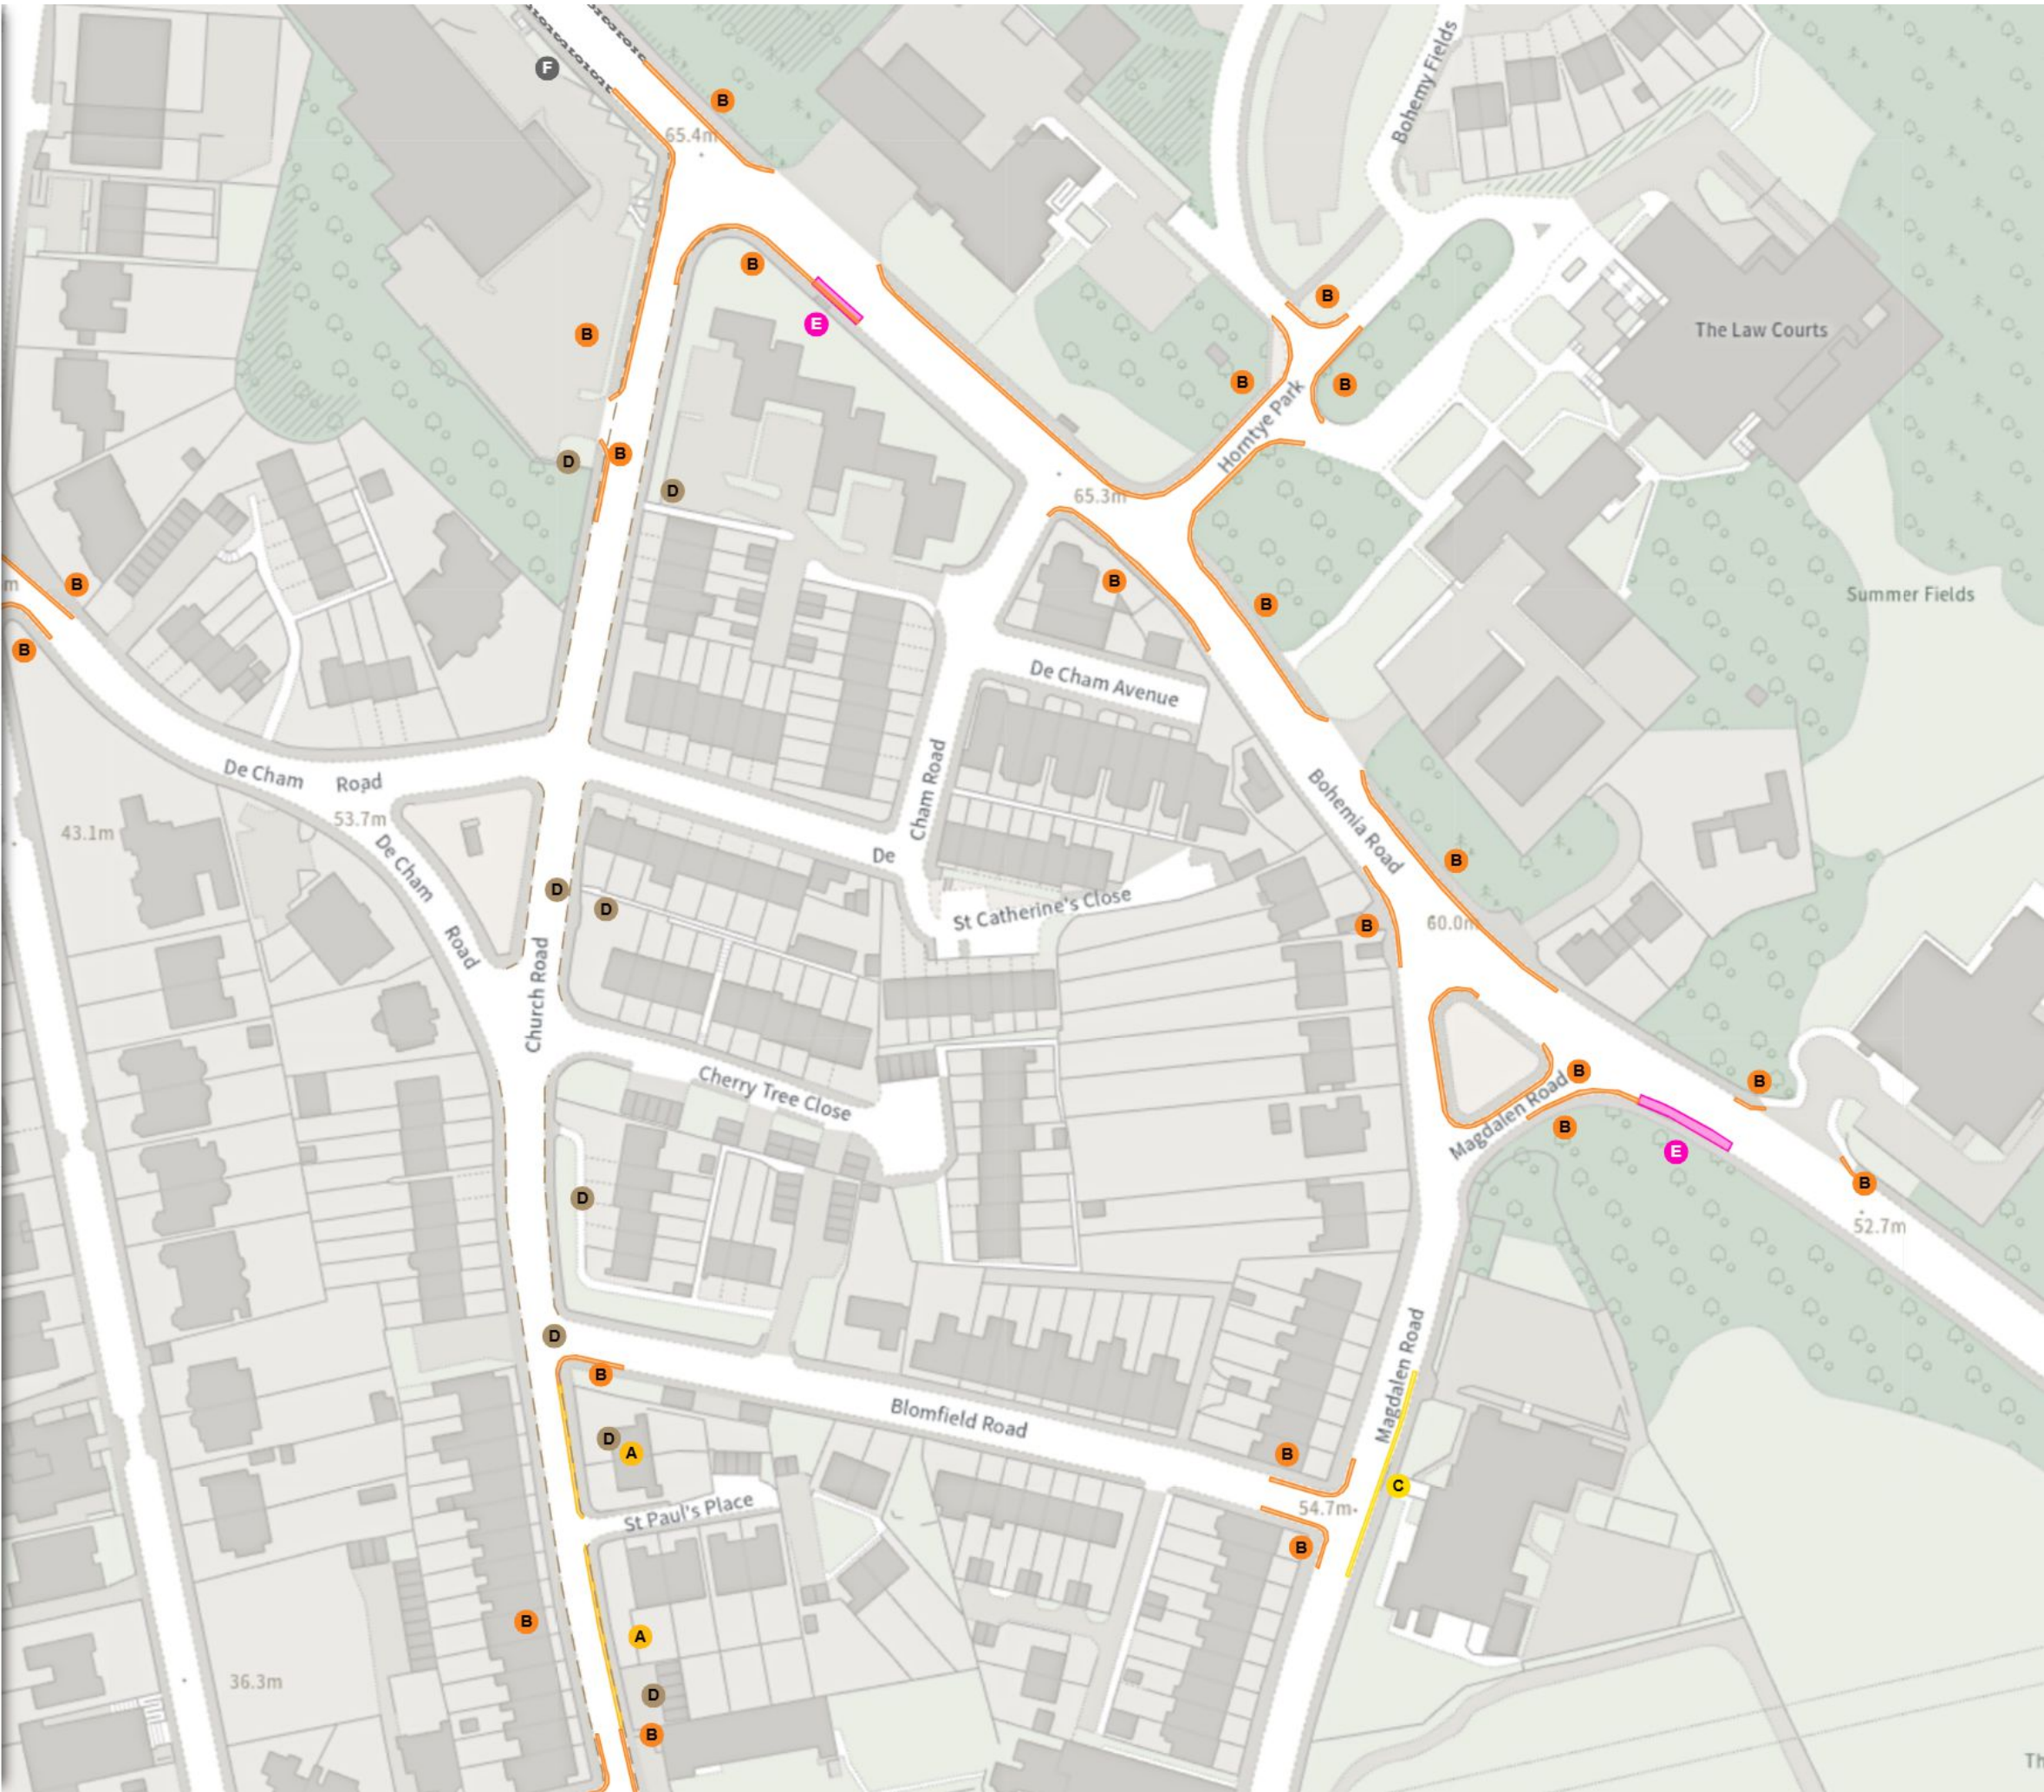 F
B
65.4m
Bohemy Fields
B
E
B
B
The Law Courts
B
B
B
Horntye Park
D
B
D
65.3m
m
B
B
B
Summer Fields
B
De Cham Avenue
De Cham
Road
43.1m
53.7m
De Cham
Road
Cham Road
De
Bohemia Road
B
D
D
St Catherine's Close
B
60.0m
Church Road
Cherry Tree Close
Magdalen Road
B
B
B
E
B
D
52.7m
D
B
Magdalen Road
Blomfield Road
D
A
B
C
St Paul's Place
54.7m
B
B
A
36.3m
D
B
Th